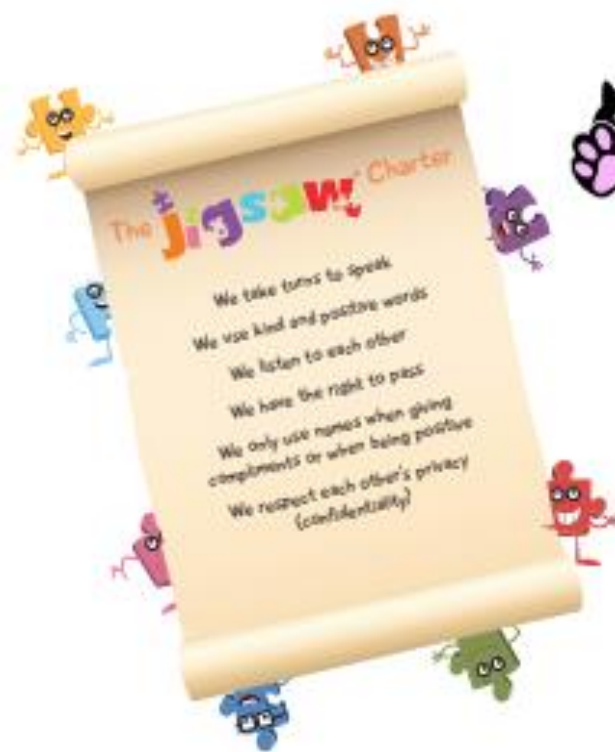 The Jigsaw Charter
We take turns to speak
We use kind and positive words
We listen to each other
We have the right to pass
We only use names when giving
compliments or when being positive
We respect each other's privacy
(confidentiality)